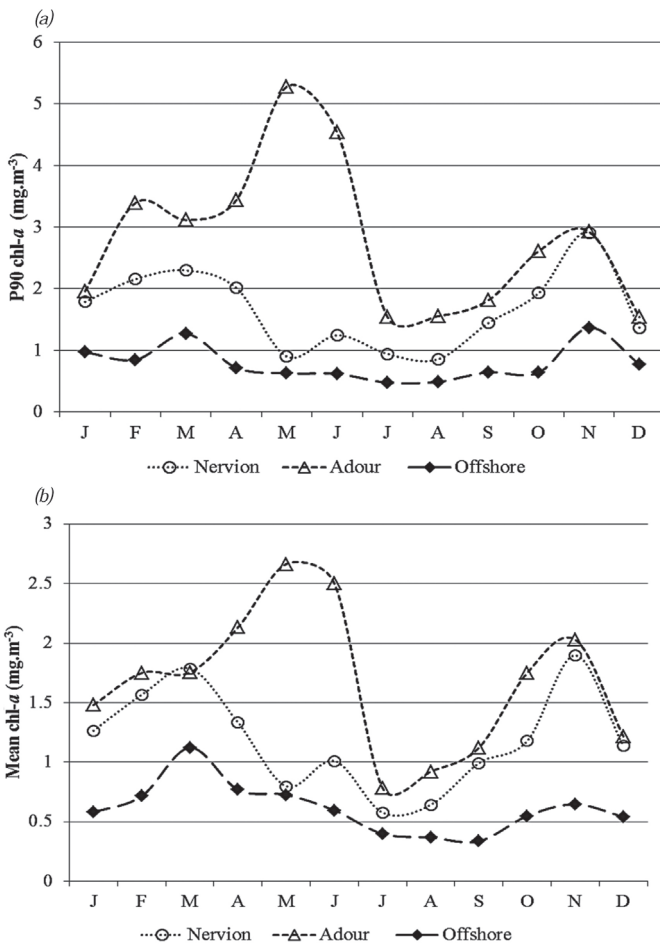 (a)
6
5
4
3
2
1
0
P90 chl-a (mg.m-3)
J F M A M J J A S O N D
Nervion Adour Offshore
(b)
3
2.5
2
1.5
1
0.5
0
Mean chl-a (mg.m-3)
J F M A M J J A S O N D
Nervion Adour Offshore